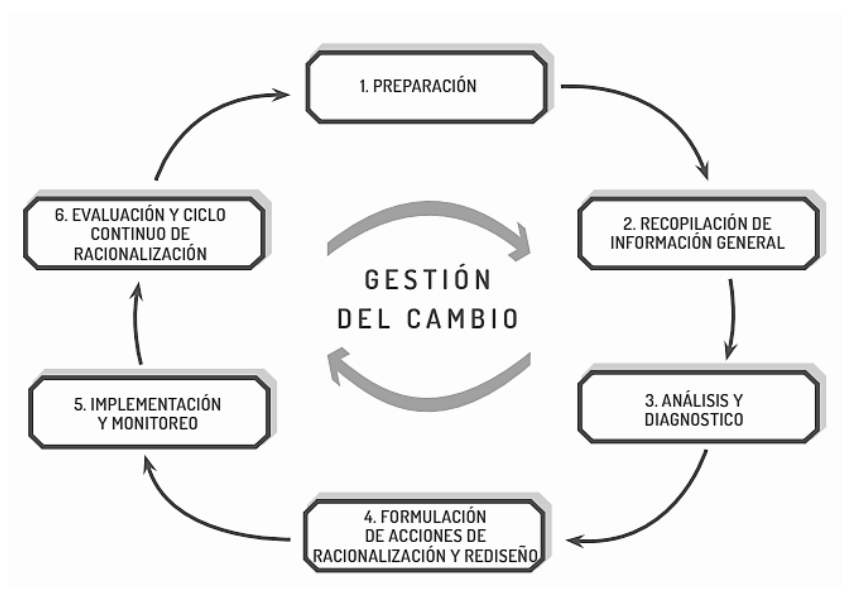 1. PREPARACIÓN
2. RECOPILACIÓN DE
INFORMACIÓN GENERAL
3. ANÁLISIS Y
DIAGNOSTICO
4. FORMULACIÓN
DE ACCIONES DE
RACIONALIZACIÓN Y REDISEÑO
5. IMPLEMENTACIÓN
Y MONITOREO
6. EVALUACIÓN Y CICLO
CONTINUO DE
RACIONALIZACIÓN
GESTIÓN
DEL CAMBIO